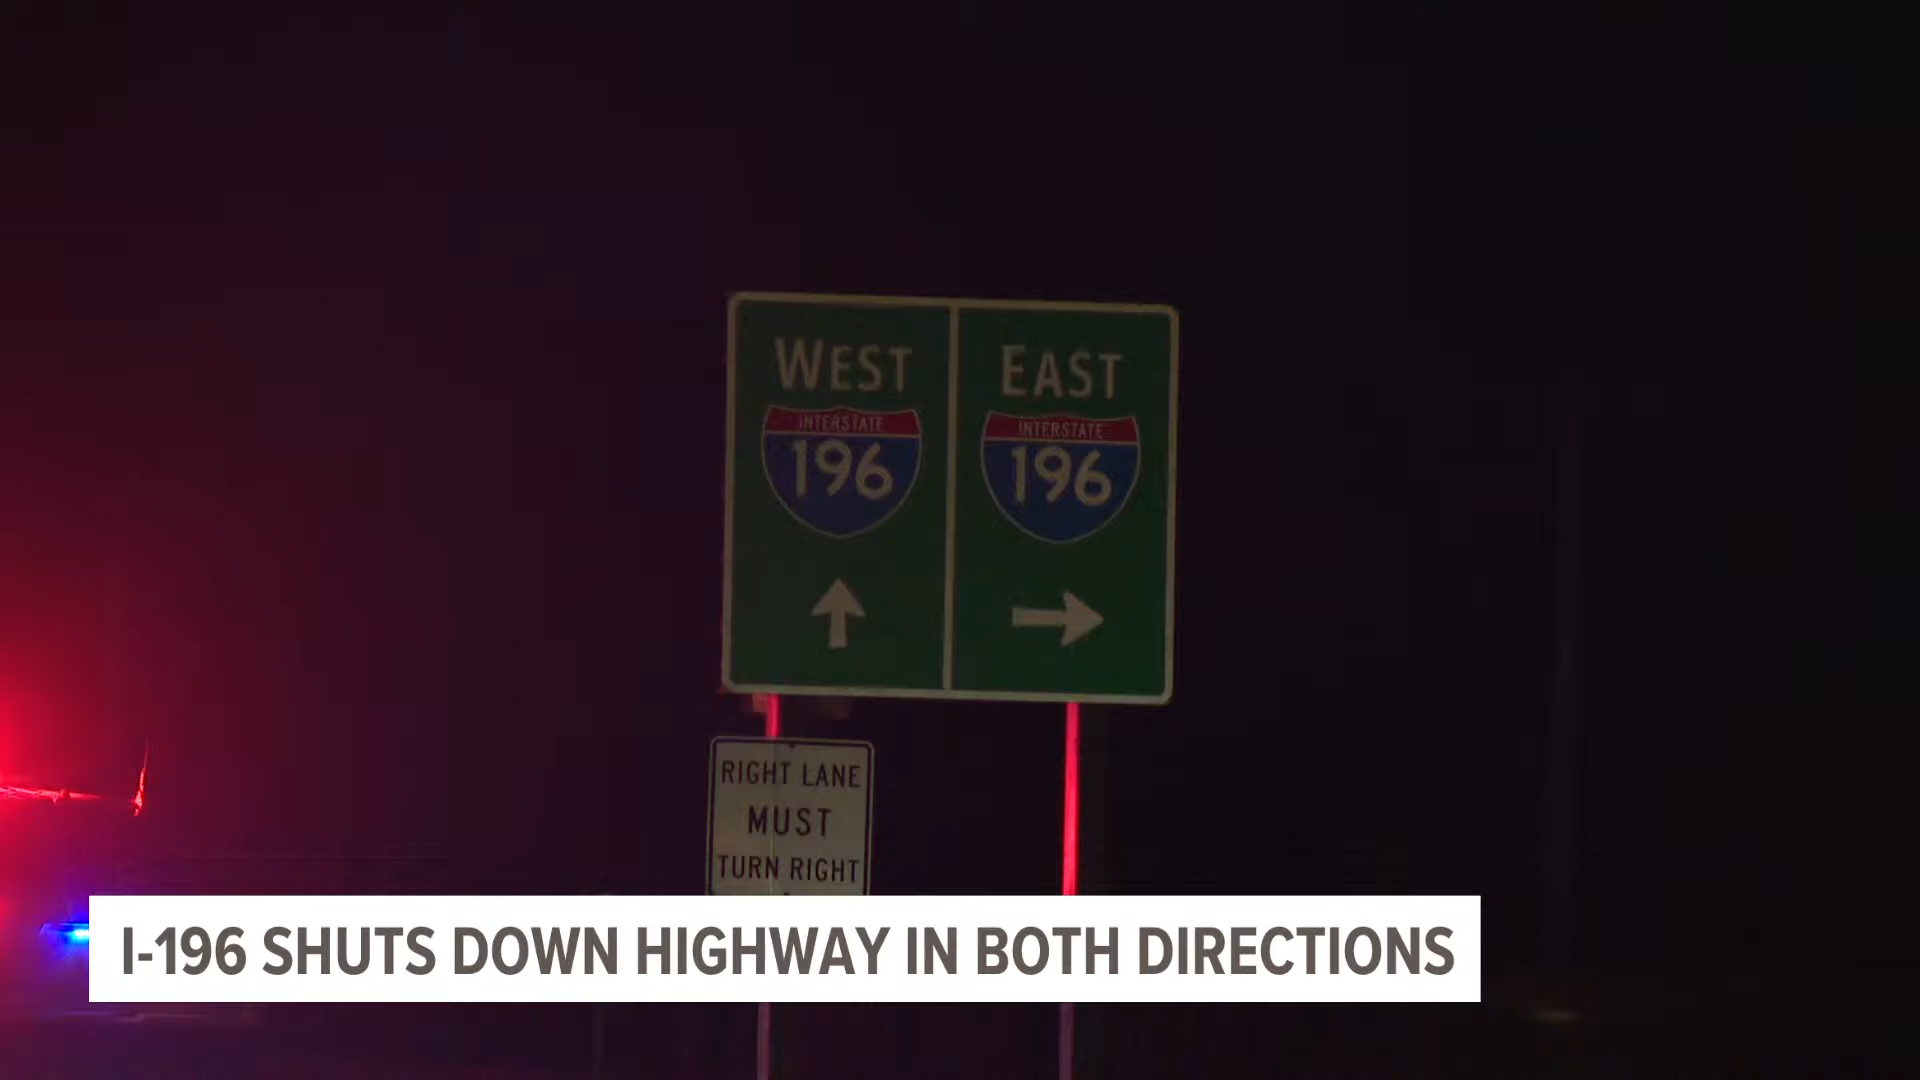 WEST
INTERSTATE
196
EAST
INTERSTATE
196
RIGHT LANE
MUST
TURN RIGHT
I-196 SHUTS DOWN HIGHWAY IN BOTH DIRECTIONS